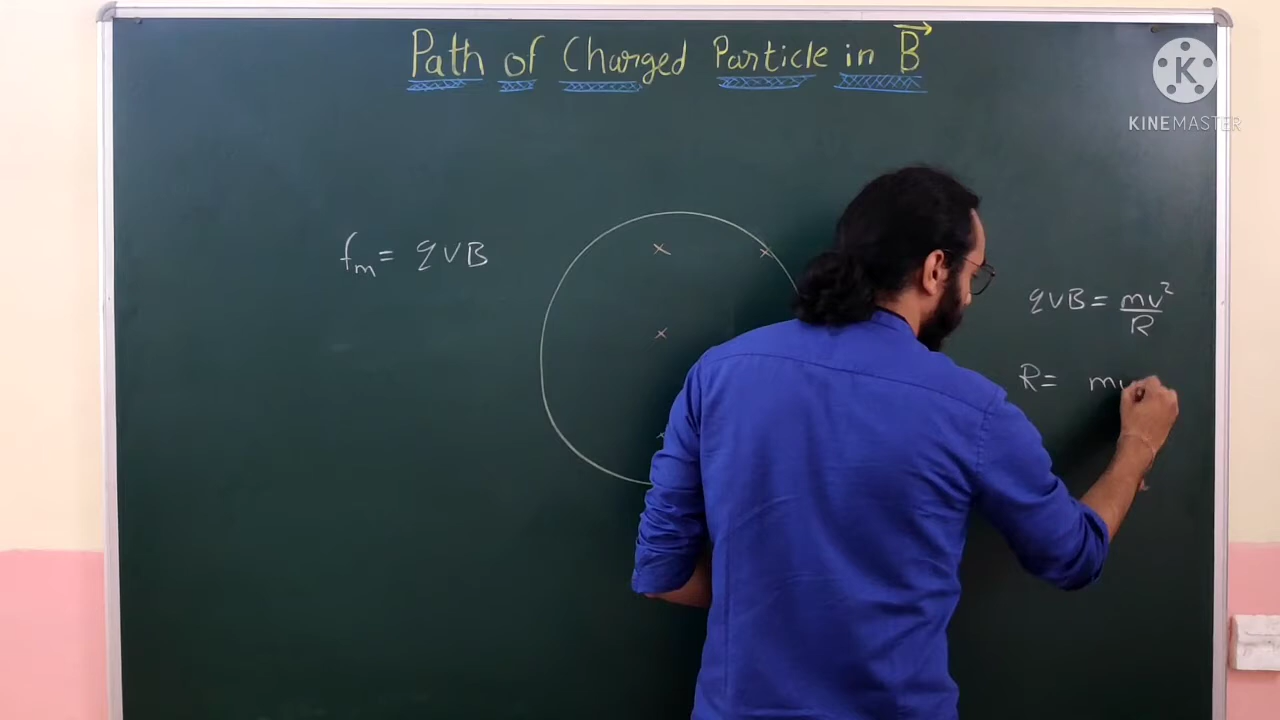 Path of Charged Particle in B⃗
K
KINEMASTER
fm = qvB
qvB = mv²/R
R = mv